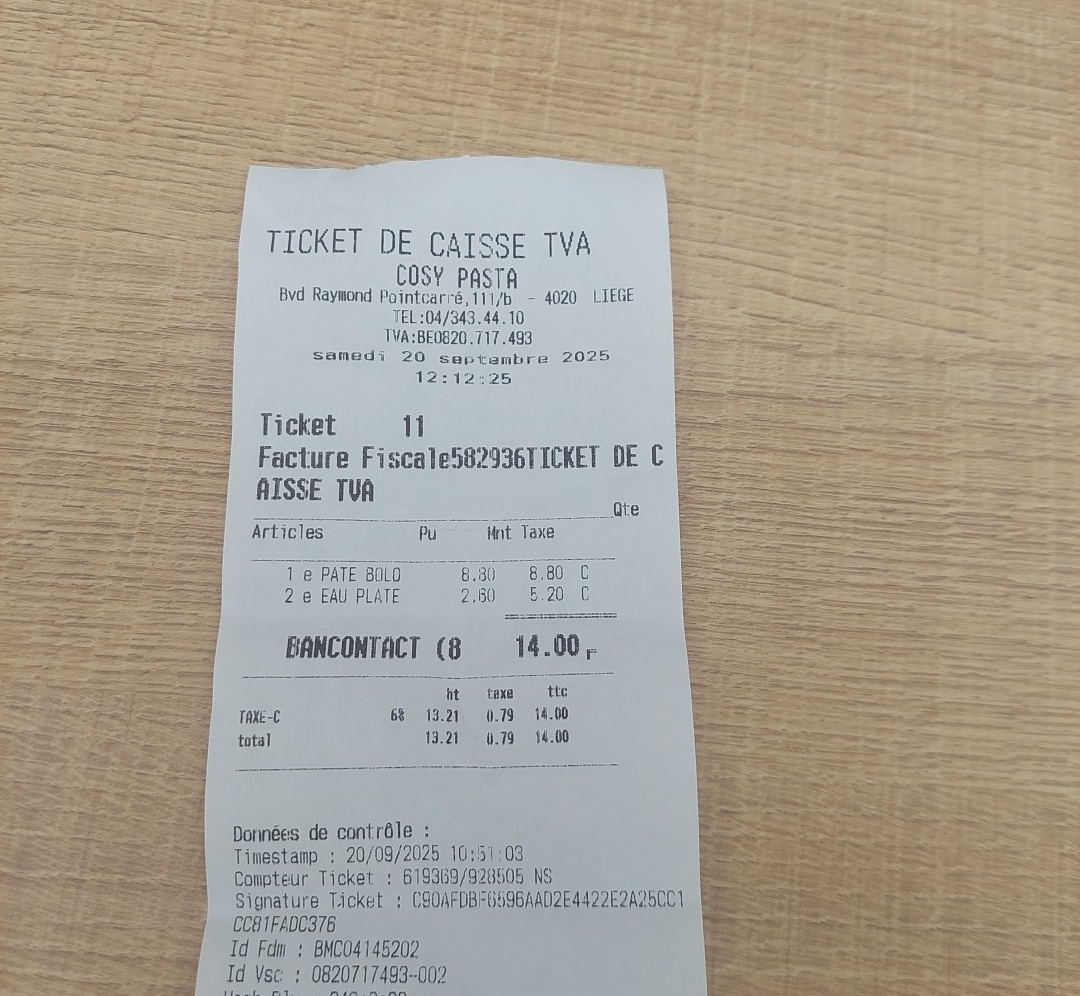 TICKET DE CAISSE TVA
COSY PASTA
Bvd Raymond Pointcarré,111/b - 4020 LIEGE
TEL:04/343.44.10
TVA:BE0820.717.493
samedi 20 septembre 2025
12:12:25
Ticket 11
Facture Fiscale582936TICKET DE C
AISSE TVA
Qte
Articles Pu Mnt Taxe
1 e PATE BOLO 8.80 8.80 C
2 e EAU PLATE 2.60 5.20 C
BANCONTACT (8 14.00
ht taxe ttc
TAXE-C 6% 13.21 0.79 14.00
total 13.21 0.79 14.00
Données de contrôle :
Timestamp : 20/09/2025 10:51:03
Compteur Ticket : 619369/928505 NS
Signature Ticket : C90AFDBF6596AAD2E4422E2A25CC1
CC81FADC376
Id Fdm : BMC04145202
Id Vsc : 0820717493-002